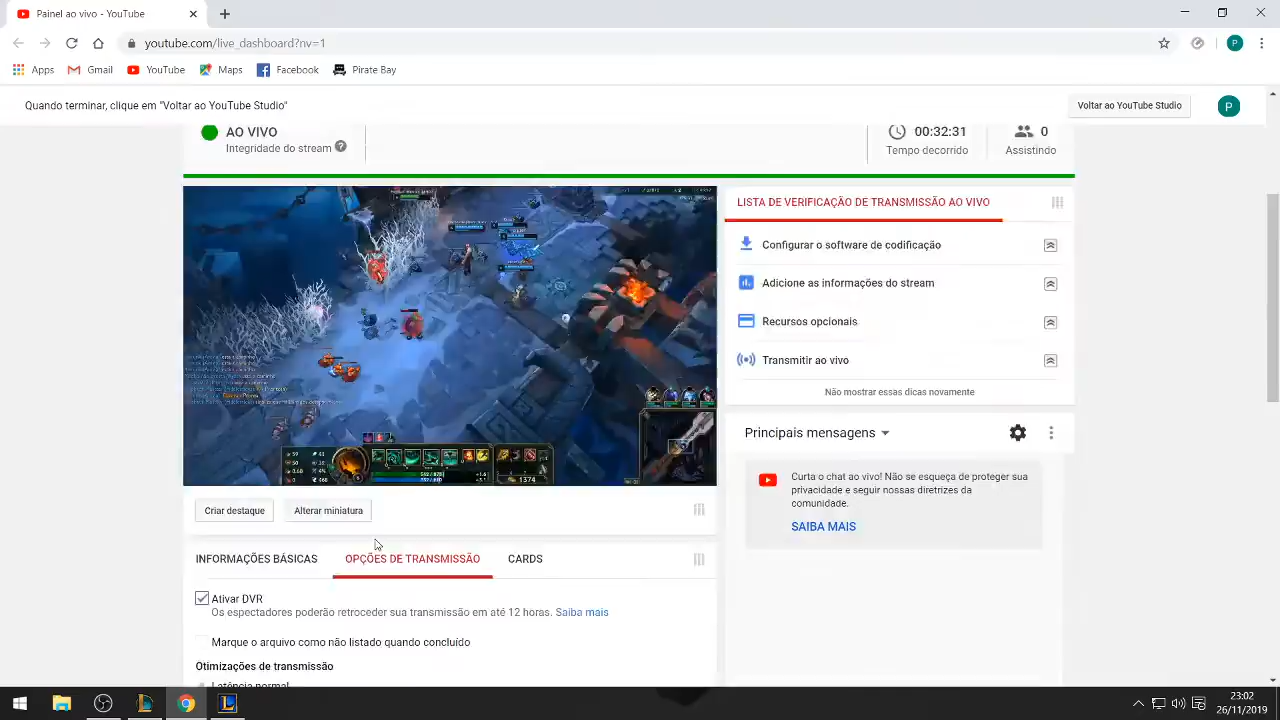 Painel ao vivo - YouTube
youtube.com/live_dashboard?nv=1
P
Apps
Gmail
YouTube
Maps
Facebook
Pirate Bay
Quando terminar, clique em "Voltar ao YouTube Studio"
Voltar ao YouTube Studio
P
AO VIVO
Integridade do stream
?
00:32:31
Tempo decorrido
0
Assistindo
LISTA DE VERIFICAÇÃO DE TRANSMISSÃO AO VIVO
Configurar o software de codificação
Adicione as informações do stream
Recursos opcionais
Transmitir ao vivo
Não mostrar essas dicas novamente
1374
Principais mensagens
Curta o chat ao vivo! Não se esqueça de proteger sua
privacidade e seguir nossas diretrizes da
comunidade.
SAIBA MAIS
Criar destaque
Alterar miniatura
INFORMAÇÕES BÁSICAS
OPÇÕES DE TRANSMISSÃO
CARDS
Ativar DVR
Os espectadores poderão retroceder sua transmissão em até 12 horas. Saiba mais
Marque o arquivo como não listado quando concluído
Otimizações de transmissão
Latência normal
23:02
26/11/2019